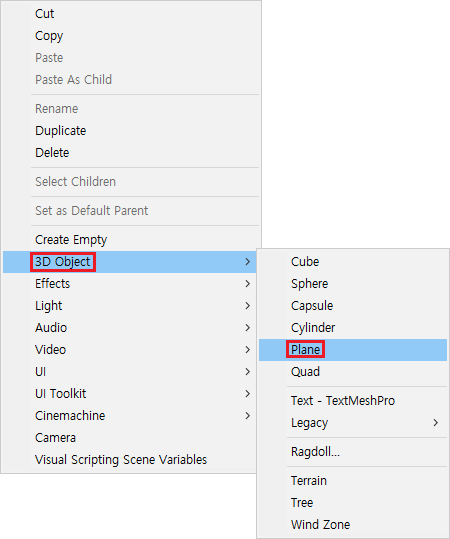 Cut
Copy
Paste
Paste As Child
Rename
Duplicate
Delete
Select Children
Set as Default Parent
Create Empty
3D Object
Effects
Light
Audio
Video
UI
UI Toolkit
Cinemachine
Camera
Visual Scripting Scene Variables
Cube
Sphere
Capsule
Cylinder
Plane
Quad
Text - TextMeshPro
Legacy
Ragdoll...
Terrain
Tree
Wind Zone